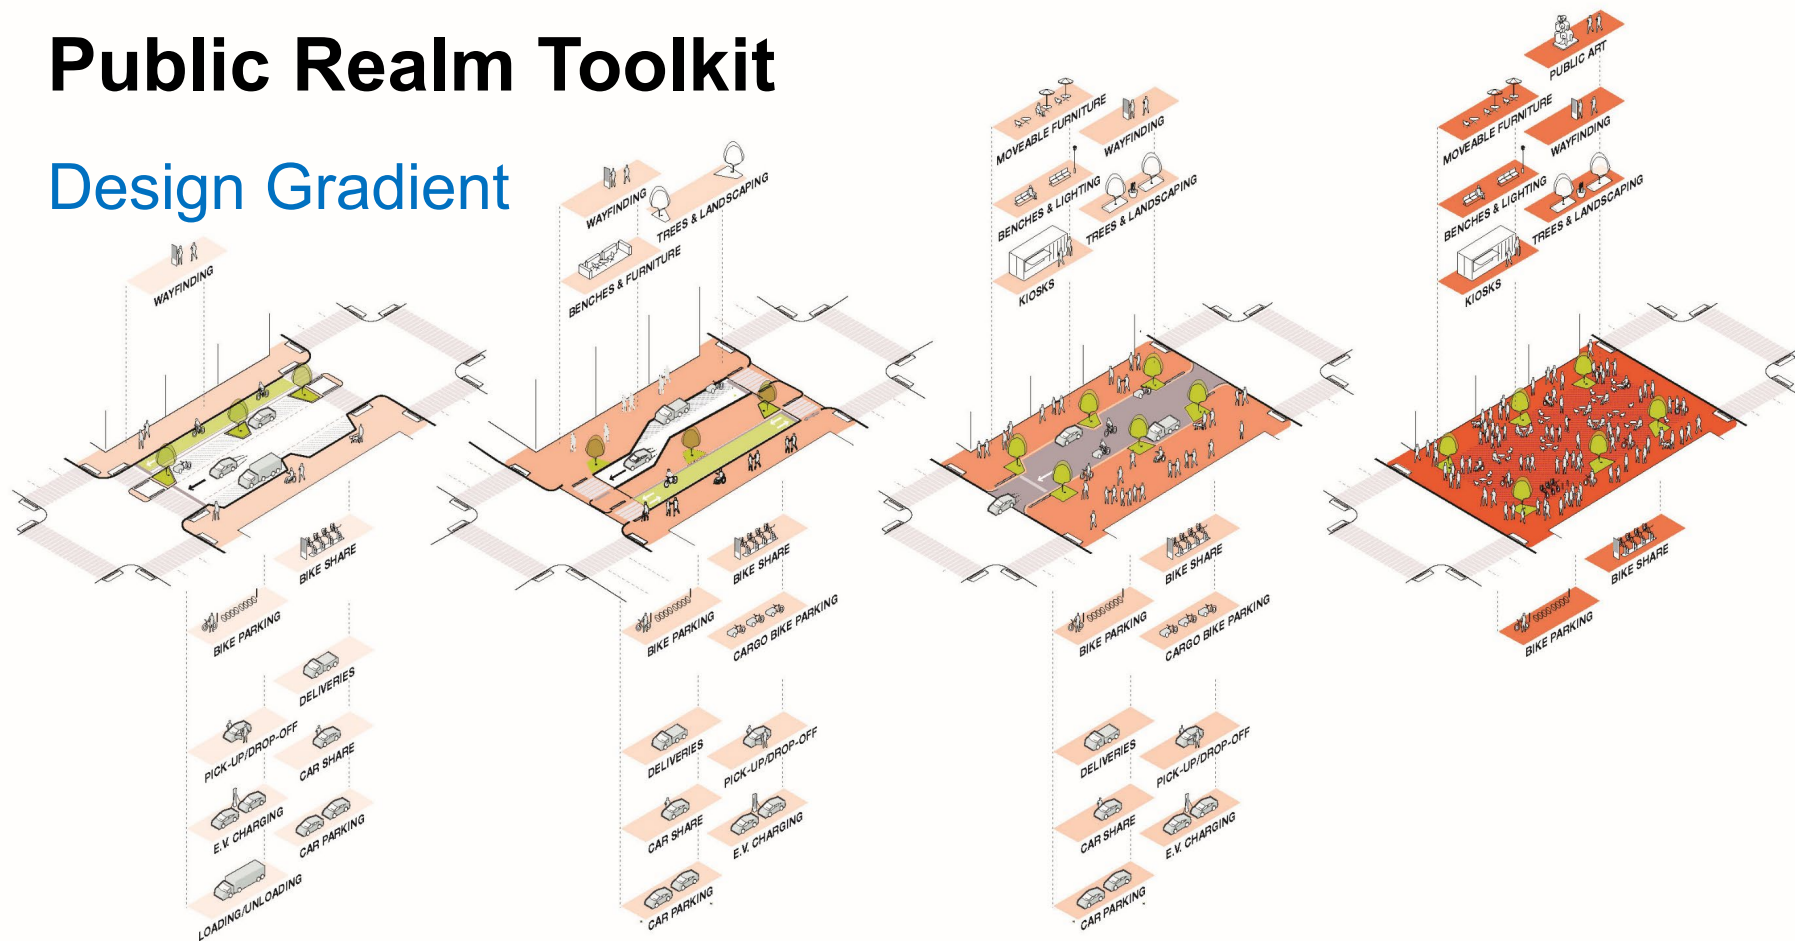 Public Realm Toolkit
Design Gradient
WAYFINDING
BIKE SHARE
BIKE PARKING
DELIVERIES
PICK-UP/DROP-OFF
CAR SHARE
E.V. CHARGING
CAR PARKING
LOADING/UNLOADING
WAYFINDING
TREES & LANDSCAPING
BENCHES & FURNITURE
BIKE SHARE
BIKE PARKING
CARGO BIKE PARKING
DELIVERIES
PICK-UP/DROP-OFF
CAR SHARE
E.V. CHARGING
CAR PARKING
MOVEABLE FURNITURE
WAYFINDING
BENCHES & LIGHTING
TREES & LANDSCAPING
KIOSKS
BIKE SHARE
BIKE PARKING
CARGO BIKE PARKING
DELIVERIES
PICK-UP/DROP-OFF
CAR SHARE
E.V. CHARGING
CAR PARKING
PUBLIC ART
MOVEABLE FURNITURE
WAYFINDING
BENCHES & LIGHTING
TREES & LANDSCAPING
KIOSKS
BIKE SHARE
BIKE PARKING